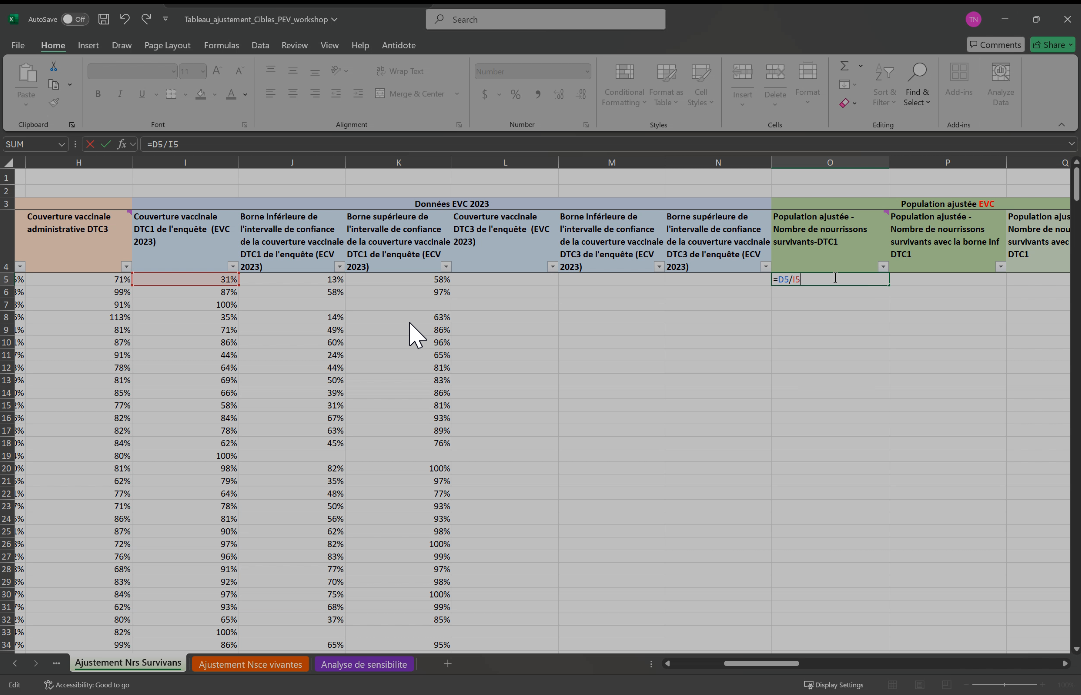 AutoSave Off Tableau_ajustement_Cibles_PEV_workshop Search TN
File Home Insert Draw Page Layout Formulas Data Review View Help Antidote Comments Share
Paste 11 A A Wrap Text Number Conditional Formatting Format as Table Cell Styles Insert Delete Format Sort & Filter Find & Select Add-ins Analyze Data
B I U A Merge & Center $ %
Clipboard Font Alignment Number Styles Cells Editing Add-ins
SUM fx =D5/I5
H I J K L M N O P Q
1
2
3 Données EVC 2023 Population ajustée EVC
4 Couverture vaccinale administrative DTC3 Couverture vaccinale DTC1 de l'enquête (EVC 2023) Borne inférieure de l'intervalle de confiance de la couverture vaccinale DTC1 de l'enquête (ECV 2023) Borne supérieure de l'intervalle de confiance de la couverture vaccinale DTC1 de l'enquête (ECV 2023) Couverture vaccinale DTC3 de l'enquête (EVC 2023) Borne inférieure de l'intervalle de confiance de la couverture vaccinale DTC3 de l'enquête (ECV 2023) Borne supérieure de l'intervalle de confiance de la couverture vaccinale DTC3 de l'enquête (ECV 2023) Population ajustée - Nombre de nourrissons survivants-DTC1 Population ajustée - Nombre de nourrissons survivants avec la borne inf DTC1 Population ajus Nombre de nou survivants avec DTC1
5 71% 31% 13% 58% =D5/I5
6 99% 87% 58% 97%
7 91% 100%
8 113% 35% 14% 63%
9 81% 71% 49% 86%
10 87% 86% 60% 96%
11 91% 44% 24% 65%
12 78% 64% 44% 81%
13 81% 69% 50% 83%
14 85% 66% 39% 86%
15 77% 58% 31% 81%
16 82% 84% 67% 93%
17 82% 78% 63% 89%
18 84% 62% 45% 76%
19 80% 100%
20 81% 98% 82% 100%
21 62% 79% 35% 97%
22 77% 64% 48% 77%
23 71% 78% 50% 93%
24 86% 81% 56% 93%
25 87% 90% 62% 98%
26 72% 97% 82% 100%
27 76% 96% 83% 99%
28 68% 91% 77% 97%
29 83% 92% 70% 98%
30 84% 97% 75% 100%
31 62% 93% 68% 99%
32 80% 65% 37% 85%
33 82% 100%
34 99% 86% 65% 95%
Ajustement Nrs Survivans Ajustement Nsce vivantes Analyse de sensibilite
Edit Accessibility: Good to go Display Settings